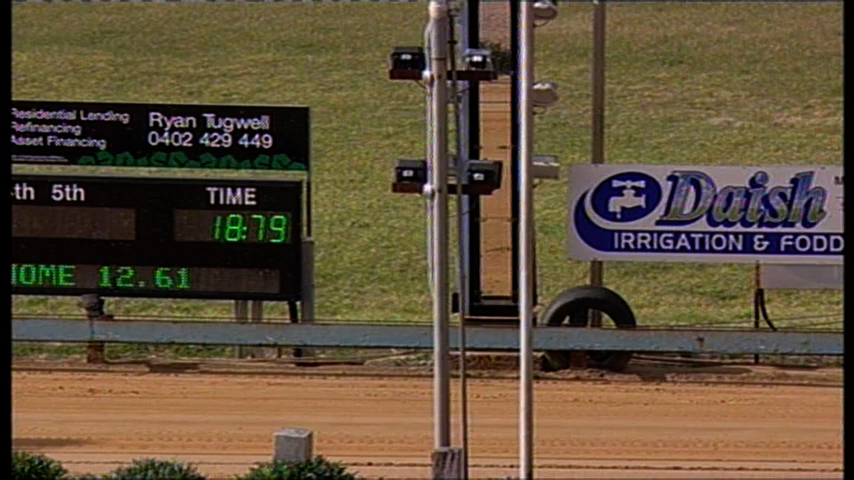 Residential Lending
Refinancing
Asset Financing
Ryan Tugwell
0402 429 449
5th
TIME
18:79
HOME 12.61
Daish
IRRIGATION & FODD